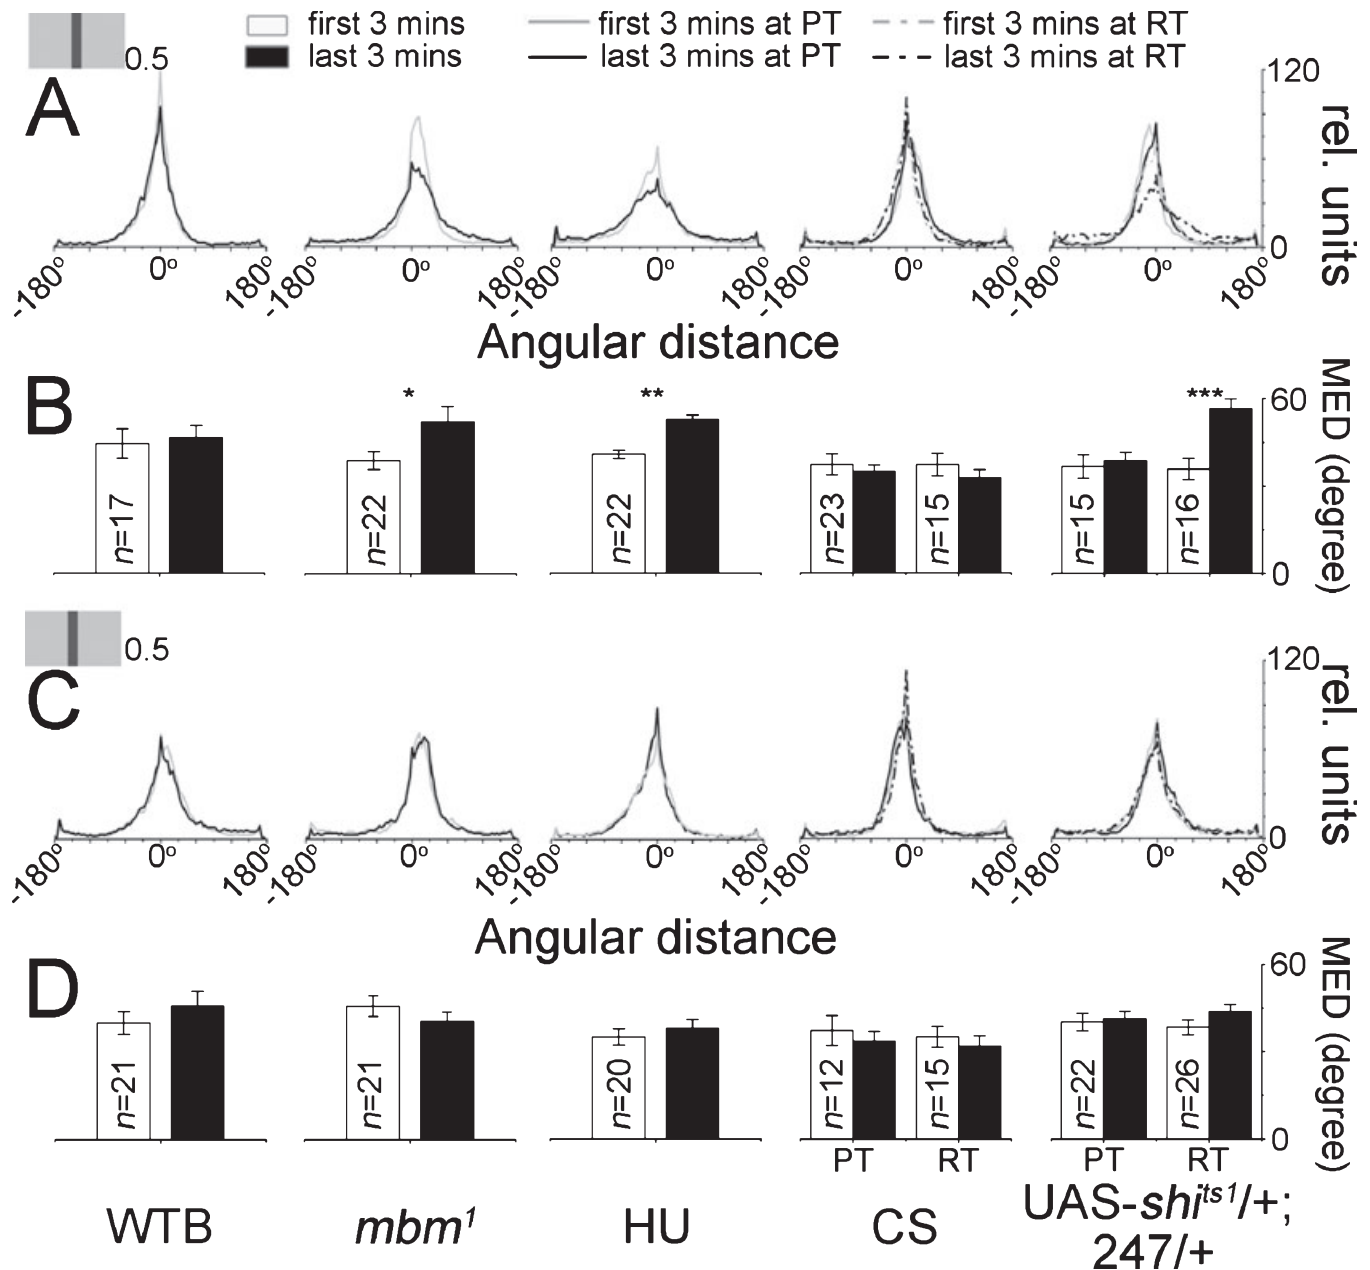 first 3 mins first 3 mins at PT first 3 mins at RT
last 3 mins last 3 mins at PT last 3 mins at RT
0.5
A
120
0
rel. units
-180° 0° 180° -180° 0° 180° -180° 0° 180° -180° 0° 180° -180° 0° 180°
Angular distance
B
* ** ***
60
0
MED (degree)
n=17 n=22 n=22 n=23 n=15 n=15 n=16
0.5
C
120
0
rel. units
-180° 0° 180° -180° 0° 180° -180° 0° 180° -180° 0° 180° -180° 0° 180°
Angular distance
D
60
0
MED (degree)
n=21 n=21 n=20 n=12 n=15 n=22 n=26
PT RT PT RT
WTB mbm¹ HU CS UAS-shiᵗˢ¹/+;
247/+